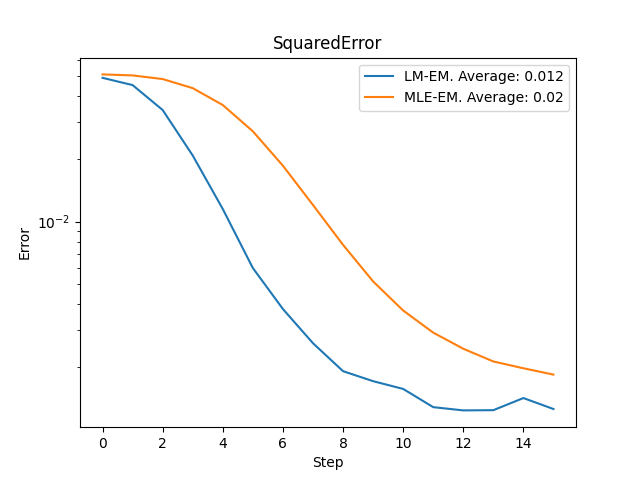 SquaredError
LM-EM. Average: 0.012
MLE-EM. Average: 0.02
10⁻²
Error
0 2 4 6 8 10 12 14
Step